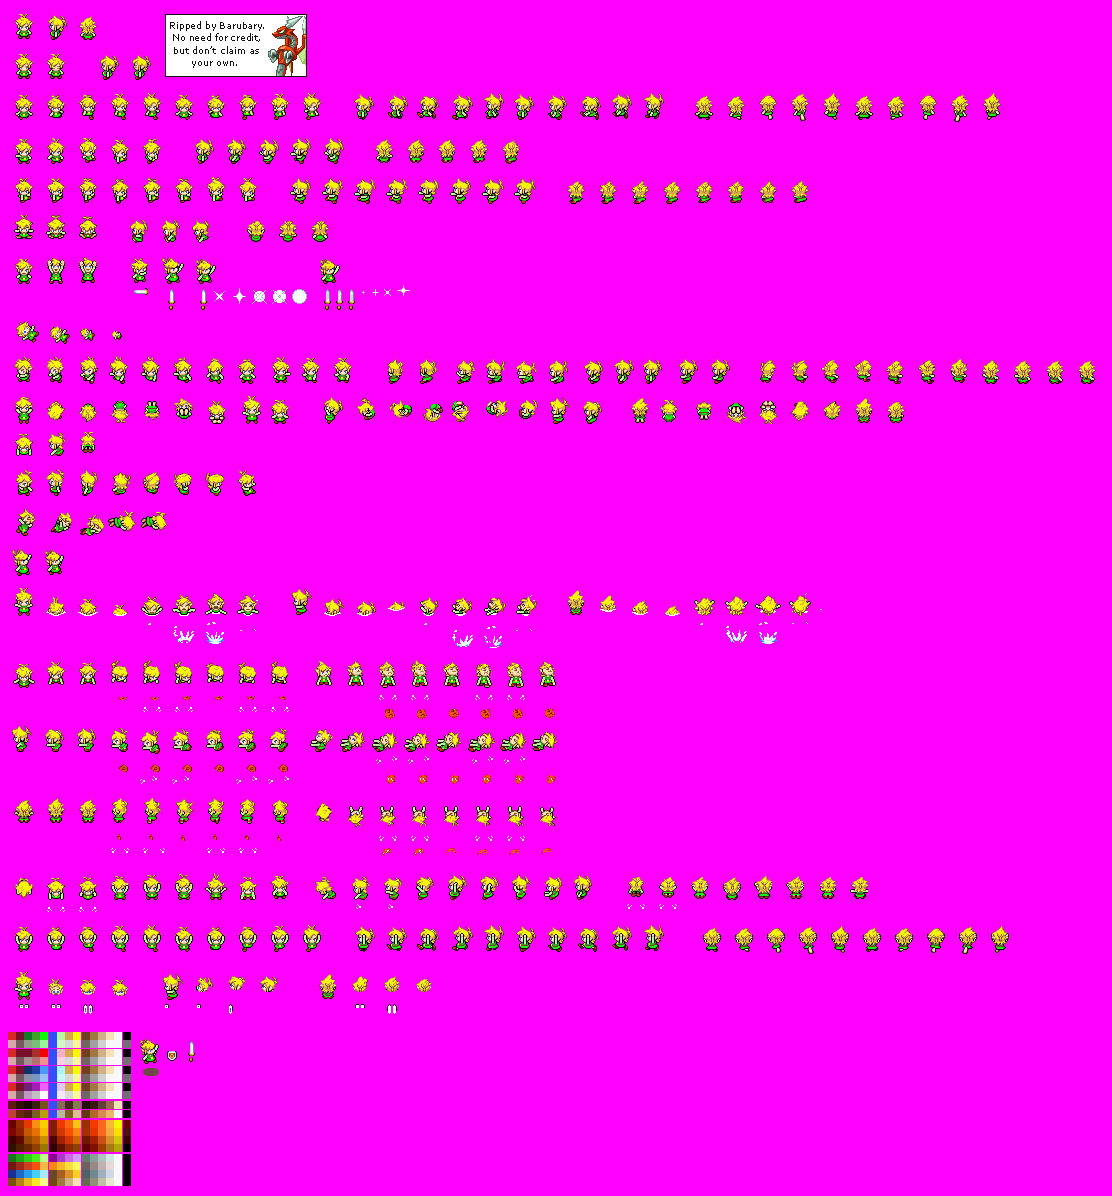 Ripped by Barubary.
No need for credit,
but don't claim as
your own.